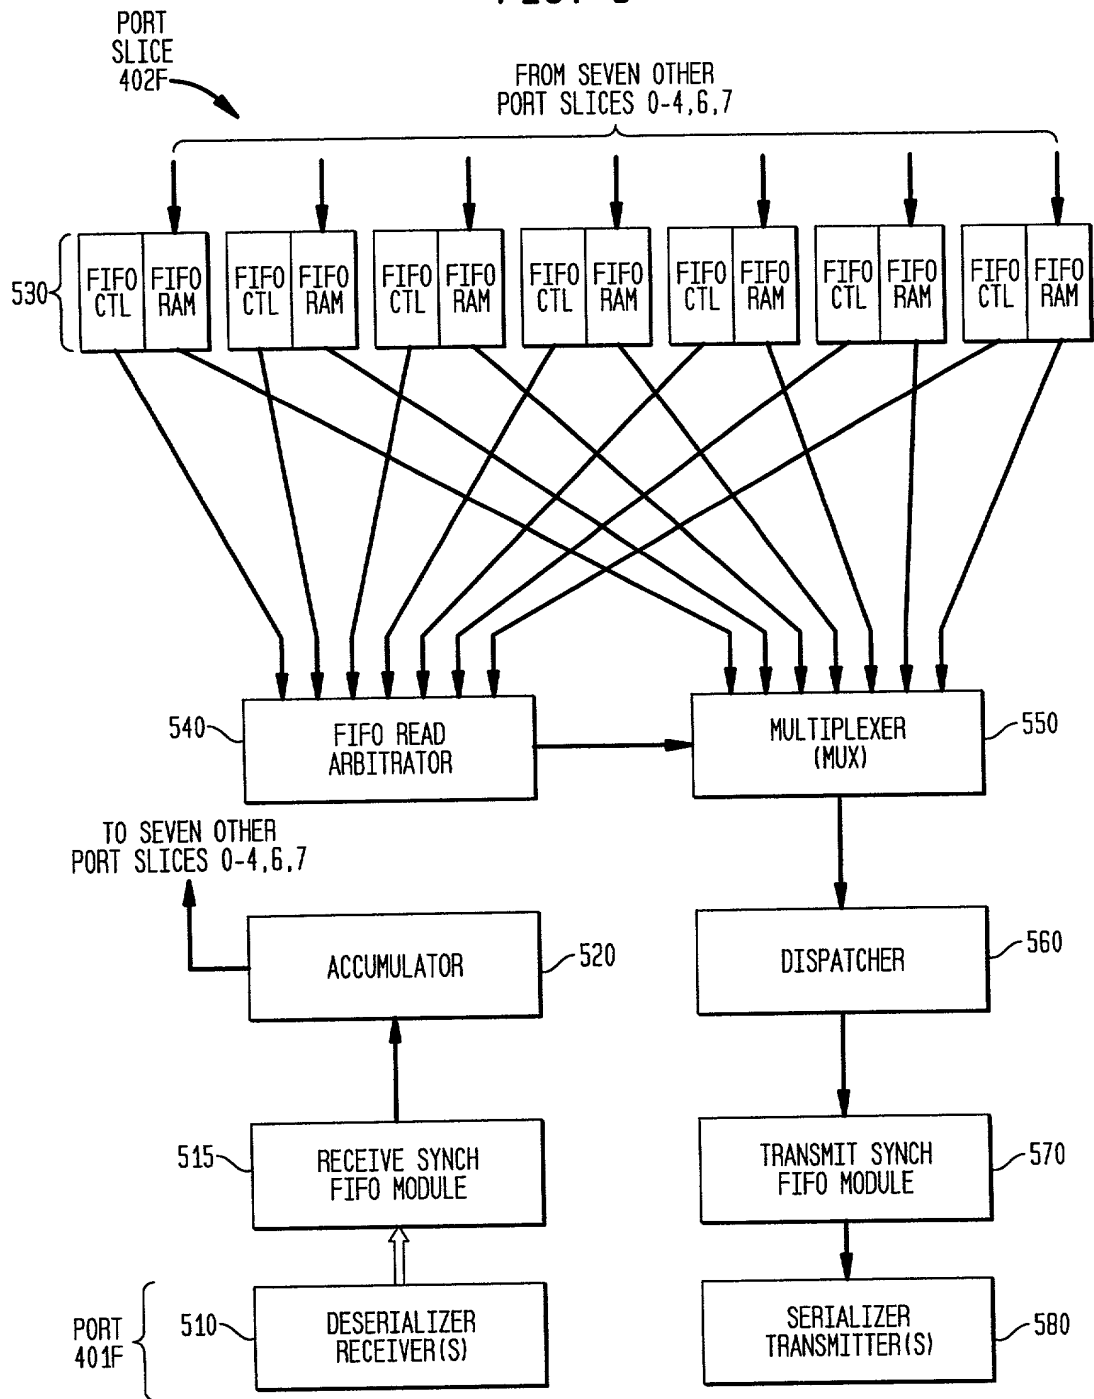 PORT
SLICE
402F
FROM SEVEN OTHER
PORT SLICES 0-4,6,7
530
FIFO
CTL
FIFO
RAM
FIFO
CTL
FIFO
RAM
FIFO
CTL
FIFO
RAM
FIFO
CTL
FIFO
RAM
FIFO
CTL
FIFO
RAM
FIFO
CTL
FIFO
RAM
FIFO
CTL
FIFO
RAM
540
FIFO READ
ARBITRATOR
MULTIPLEXER
(MUX)
550
TO SEVEN OTHER
PORT SLICES 0-4,6,7
ACCUMULATOR
520
DISPATCHER
560
515
RECEIVE SYNCH
FIFO MODULE
TRANSMIT SYNCH
FIFO MODULE
570
PORT
401F
510
DESERIALIZER
RECEIVER(S)
SERIALIZER
TRANSMITTER(S)
580